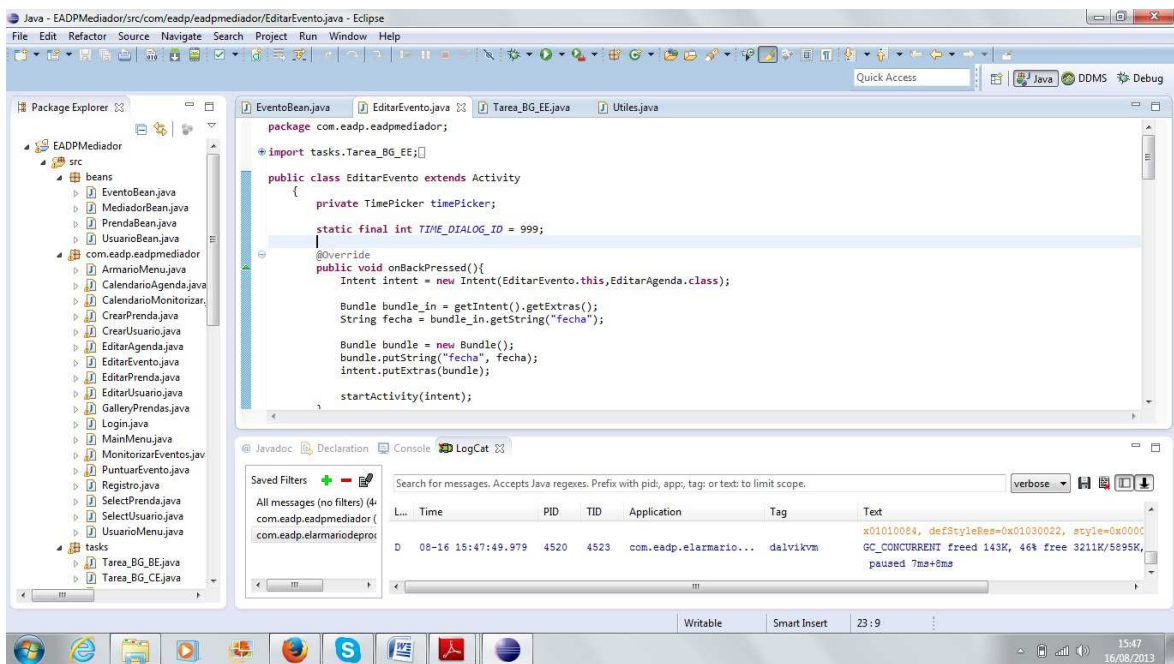 Java - EADPMediador/src/com/eadp/eadpmediador/EditarEvento.java - Eclipse
File Edit Refactor Source Navigate Search Project Run Window Help
Quick Access Java DDMS Debug
Package Explorer
EADPMediador
src
beans
EventoBean.java
MediadorBean.java
PrendaBean.java
UsuarioBean.java
com.eadp.eadpmediador
ArmarioMenu.java
CalendarioAgenda.java
CalendarioMonitorizar.
CrearPrenda.java
CrearUsuario.java
EditarAgenda.java
EditarEvento.java
EditarPrenda.java
EditarUsuario.java
GalleryPrendas.java
Login.java
MainMenu.java
MonitorizarEventos.jav
PuntuarEvento.java
Registro.java
SelectPrenda.java
SelectUsuario.java
UsuarioMenu.java
tasks
Tarea_BG_BE.java
Tarea_BG_CE.java
EventoBean.java EditarEvento.java Tarea_BG_EE.java Utiles.java
package com.eadp.eadpmediador;
import tasks.Tarea_BG_EE;
public class EditarEvento extends Activity
{
private TimePicker timePicker;
static final int TIME_DIALOG_ID = 999;
@Override
public void onBackPressed(){
Intent intent = new Intent(EditarEvento.this,EditarAgenda.class);
Bundle bundle_in = getIntent().getExtras();
String fecha = bundle_in.getString("fecha");
Bundle bundle = new Bundle();
bundle.putString("fecha", fecha);
intent.putExtras(bundle);
startActivity(intent);
}
@ Javadoc Declaration Console LogCat
Saved Filters
All messages (no filters) (4
com.eadp.eadpmediador (
com.eadp.elarmariodepro
Search for messages. Accepts Java regexes. Prefix with pid:, app:, tag: or text: to limit scope. verbose
L... Time PID TID Application Tag Text
x01010084, defStyleRes=0x01030022, style=0x000
D 08-16 15:47:49.979 4520 4523 com.eadp.elarmario... dalvikvm GC_CONCURRENT freed 143K, 46% free 3211K/5895K,
paused 7ms+8ms
Writable Smart Insert 23:9
15:47
16/08/2013